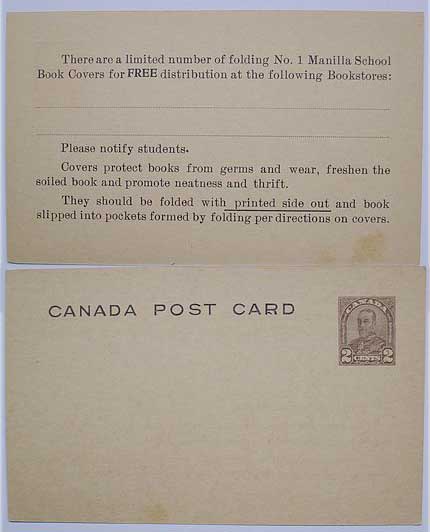 There are a limited number of folding No. 1 Manilla School
Book Covers for FREE distribution at the following Bookstores:
Please notify students.
Covers protect books from germs and wear, freshen the
soiled book and promote neatness and thrift.
They should be folded with printed side out and book
slipped into pockets formed by folding per directions on covers.
CANADA POST CARD
CANADA
2 CENTS 2